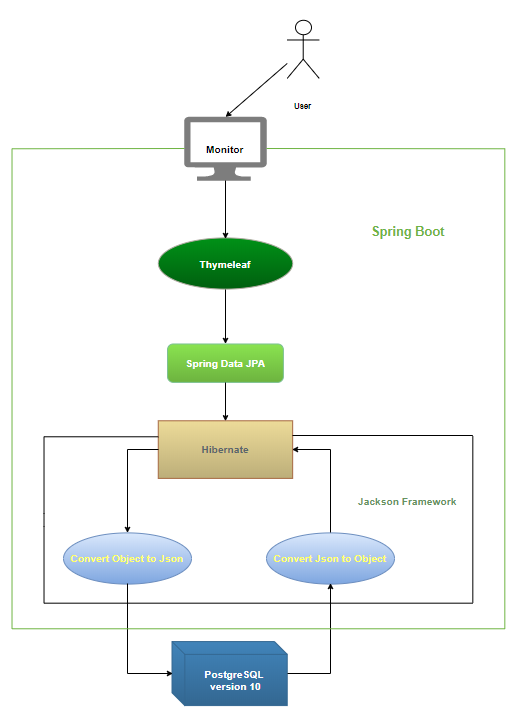 User
Monitor
Spring Boot
Thymeleaf
Spring Data JPA
Hibernate
Jackson Framework
Convert Object to Json
Convert Json to Object
PostgreSQL
version 10